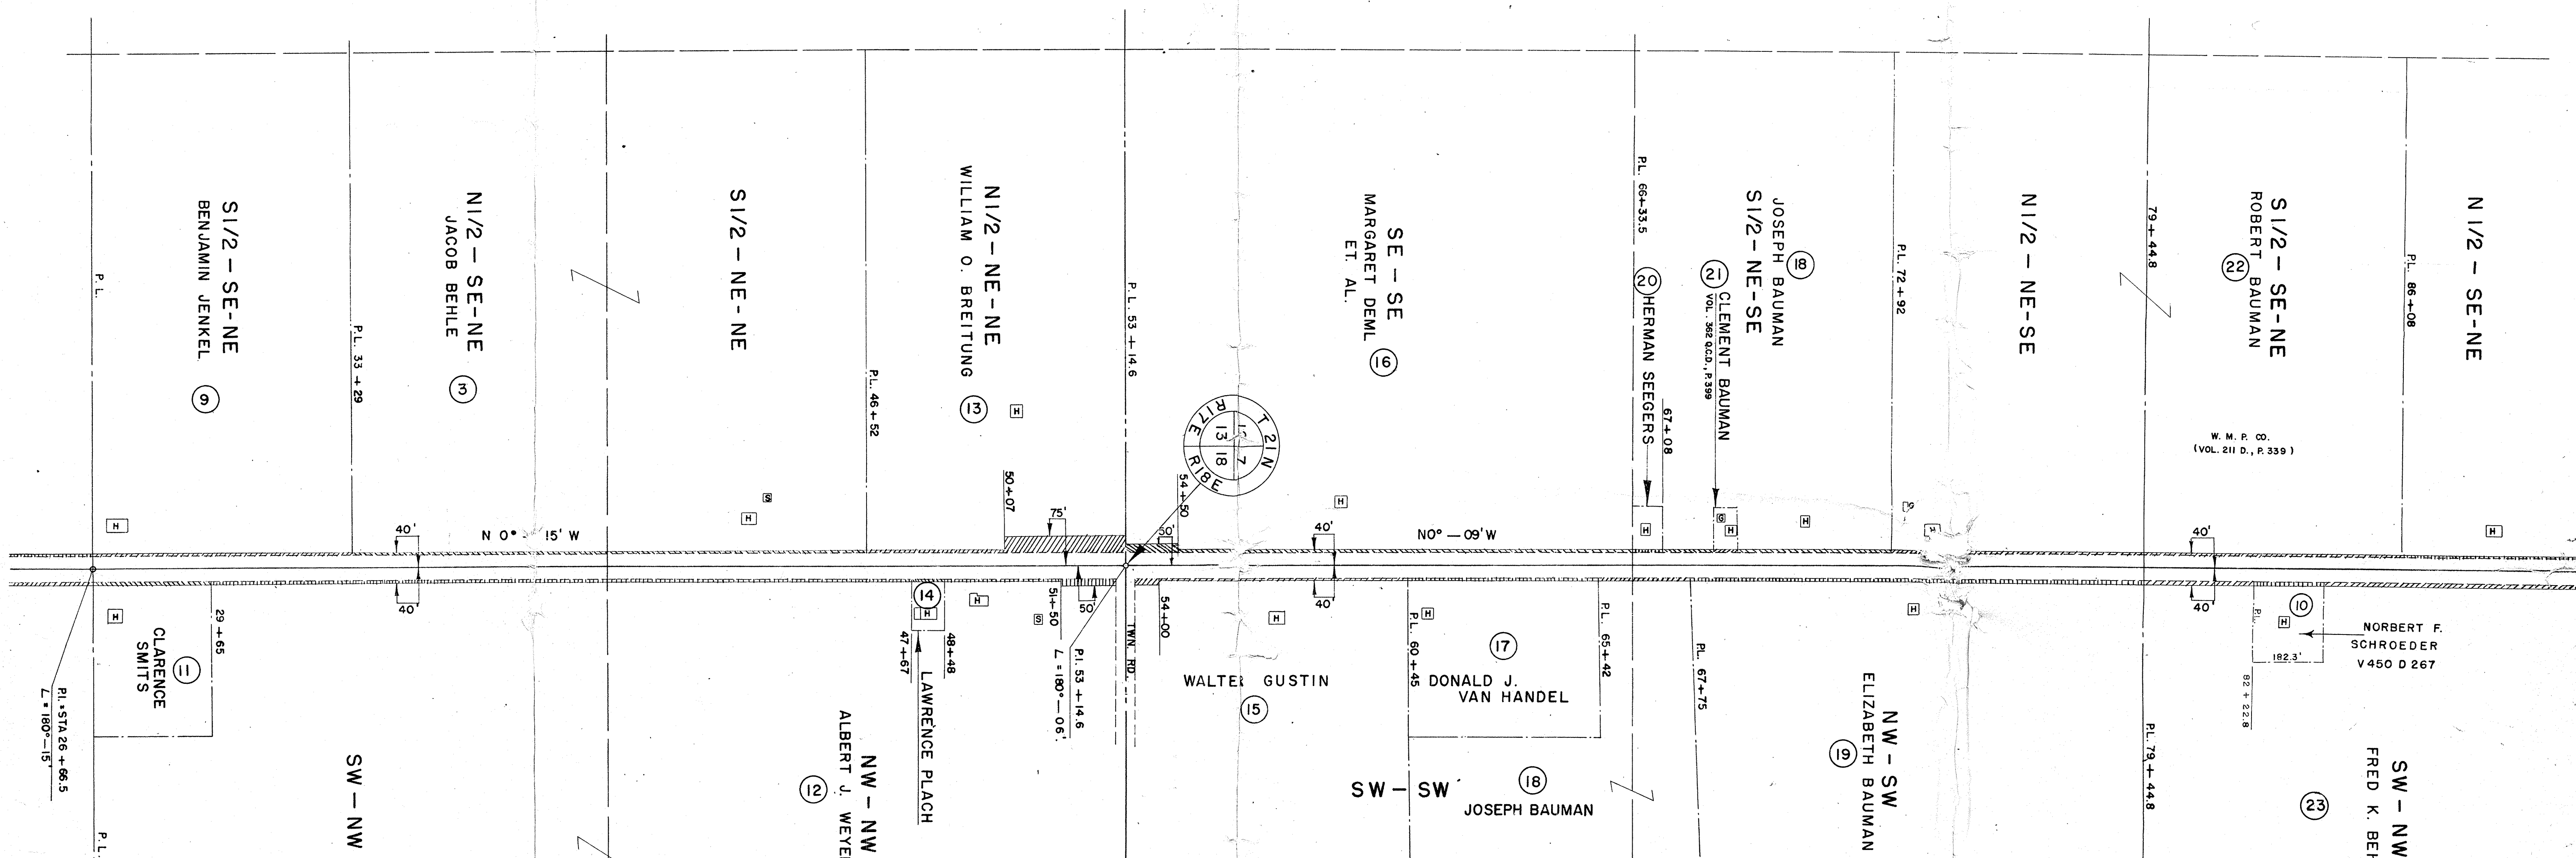 P.L.
S1/2 — SE-NE
BENJAMIN JENKEL
9
P.L. 33 + 29
N1/2 — SE-NE
JACOB BEHLE
3
S1/2 — NE-NE
P.L. 46 + 52
N1/2 — NE-NE
WILLIAM O. BREITUNG
13
H
P.L. 53 + 14.6
SE — SE
MARGARET DEML
ET. AL.
16
P.L. 66+33.5
20
HERMAN SEEGERS
67+08
21
CLEMENT BAUMAN
VOL. 362 Q.C.D., P.399
JOSEPH BAUMAN
S1/2 — NE-SE
18
P.L. 72+92
N1/2 — NE-SE
79+44.8
S1/2 — SE-NE
ROBERT BAUMAN
22
W. M. P. CO.
(VOL. 211 D., P. 339)
P.L. 86+08
N1/2 — SE-NE
T 21 N
R17E
R18E
7
13
18
50+07
54+50
75'
50'
H
S
H
H
H
G
H
H
G
H
H
40'
N 0° 15' W
40'
N0° — 09' W
40'
40'
40'
40'
50'
H
29+65
CLARENCE
SMITS
11
P.I. = STA 26 + 66.5
L = 180° — 15'
P.L.
SW — NW
14
H
47+67
48+48
LAWRENCE PLACH
H
S
51+50
P.I. 53 + 14.6
L = 180° — 06'.
TWN. RD.
54+00
NW — NW
12
H
WALTER GUSTIN
15
P.L. 60+45
H
17
DONALD J.
VAN HANDEL
P.L. 65+42
SW — SW
18
JOSEPH BAUMAN
P.L. 67+75
H
NW — SW
ELIZABETH BAUMAN
19
P.L. 79+44.8
P.L.
10
H
182.3'
82 + 22.8
NORBERT F.
SCHROEDER
V 450 D 267
SW — NW
FRED K.
23
ALBERT J.